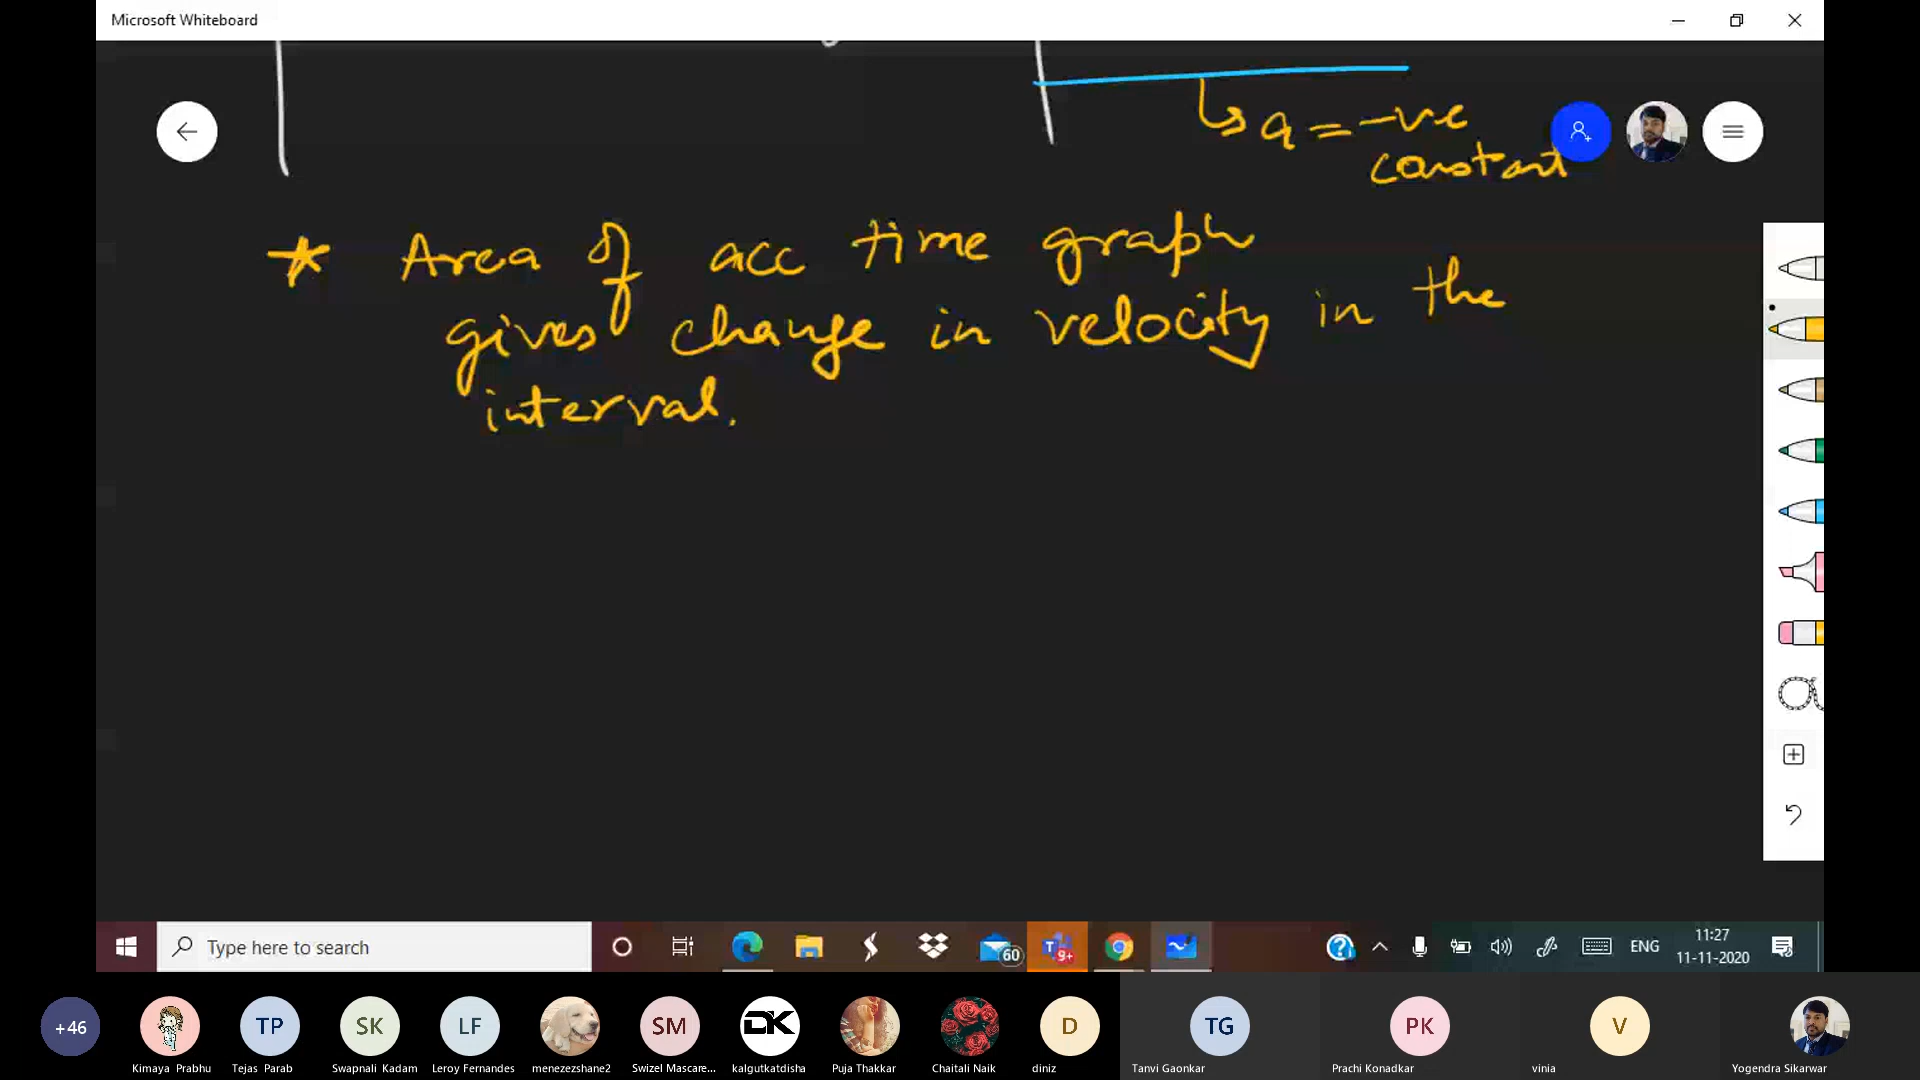 Microsoft Whiteboard
a = -ve
constant
* Area of acc time graph
gives change in velocity in the
interval.
Type here to search
60
9+
ENG
11:27
11-11-2020
+46
TP
SK
LF
SM
DK
D
TG
PK
V
Kimaya Prabhu
Tejas Parab
Swapnali Kadam
Leroy Fernandes
menezezshane2
Swizel Mascare...
kalgutkatdisha
Puja Thakkar
Chaitali Naik
diniz
Tanvi Gaonkar
Prachi Konadkar
vinia
Yogendra Sikarwar